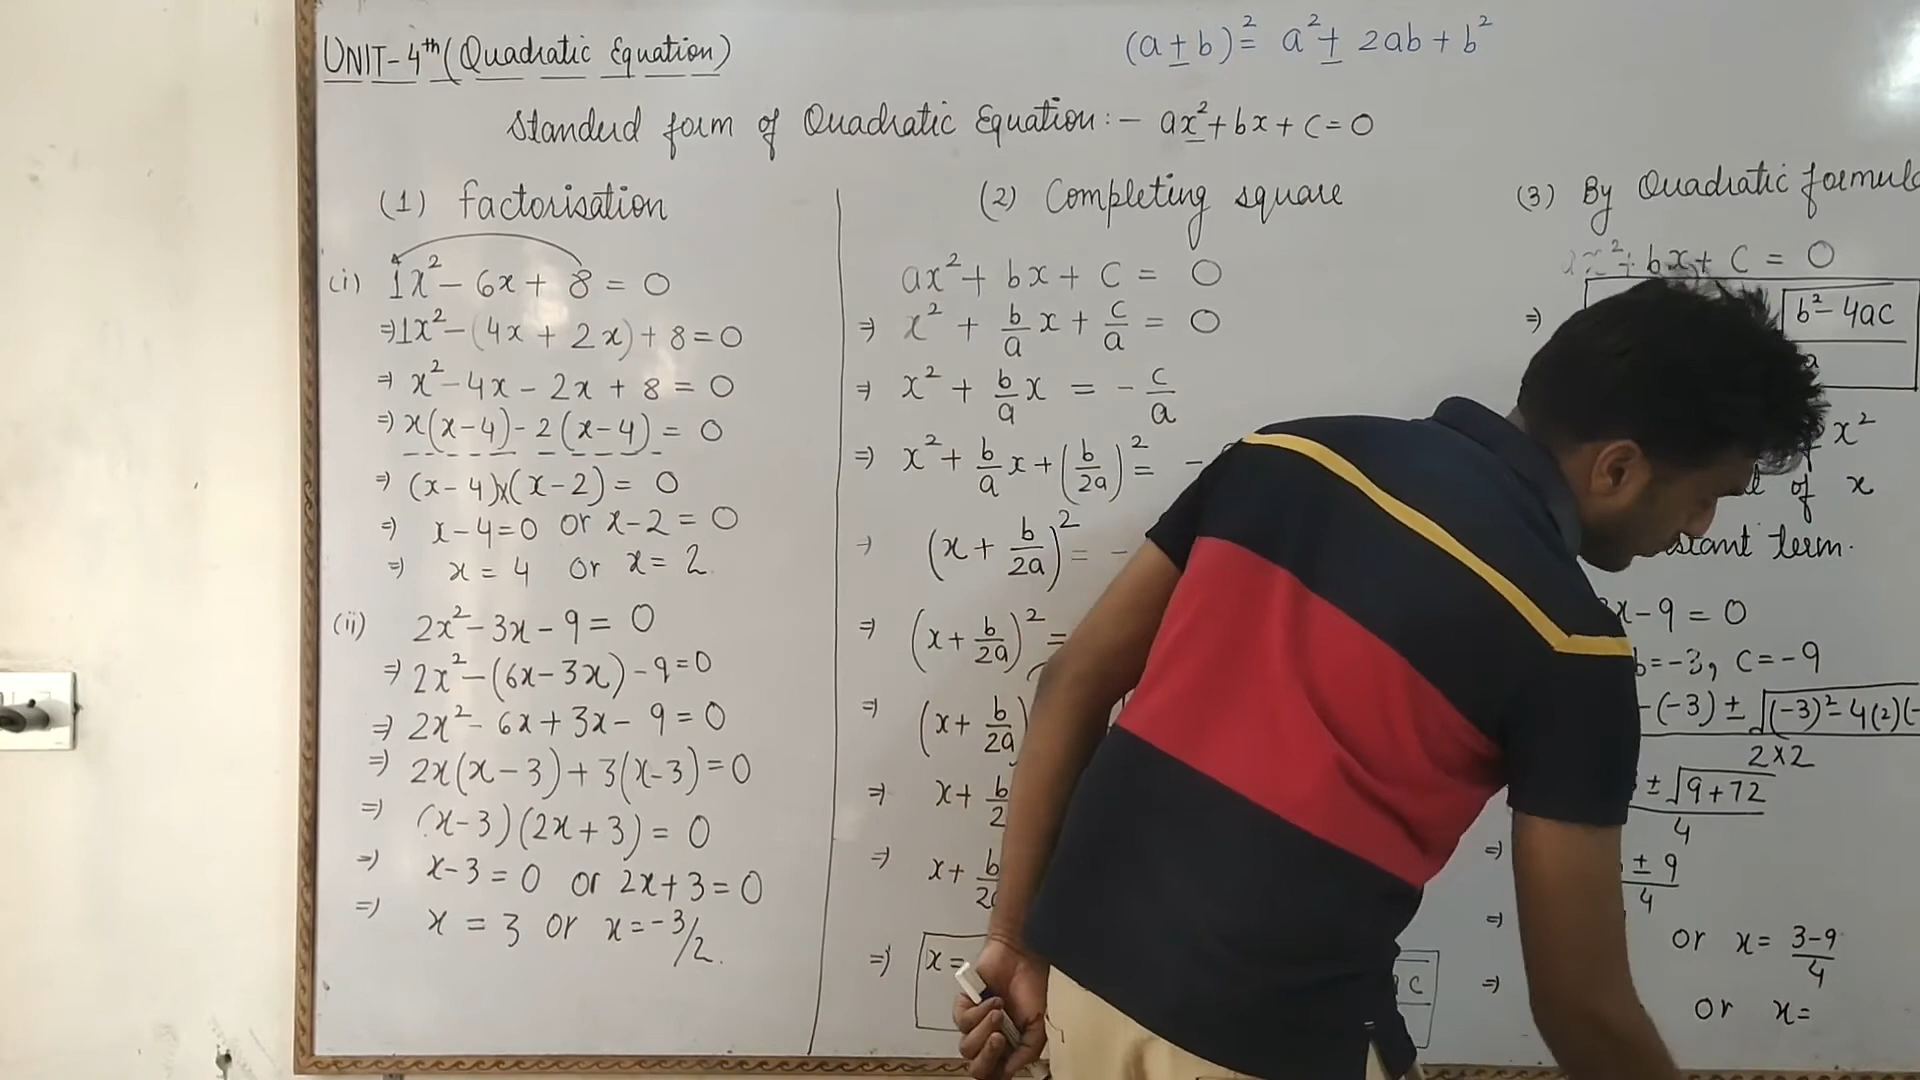 UNIT-4th (Quadratic Equation)
(a ± b)² = a² ± 2ab + b²
Standerd form of Quadratic Equation :- ax² + bx + c = 0
(1) factorisation
(i) 1x² - 6x + 8 = 0
⇒ 1x² - (4x + 2x) + 8 = 0
⇒ x² - 4x - 2x + 8 = 0
⇒ x(x-4) - 2(x-4) = 0
⇒ (x-4)x(x-2) = 0
⇒ x-4=0 or x-2 = 0
⇒ x = 4 or x = 2.
(ii) 2x² - 3x - 9 = 0
⇒ 2x² - (6x - 3x) - 9 = 0
⇒ 2x² - 6x + 3x - 9 = 0
⇒ 2x(x-3) + 3(x-3) = 0
⇒ (x-3)(2x+3) = 0
⇒ x-3 = 0 or 2x+3 = 0
⇒ x = 3 or x = -3/2.
(2) Completing square
ax² + bx + c = 0
⇒ x² + b/a x + c/a = 0
⇒ x² + b/a x = - c/a
⇒ x² + b/a x + (b/2a)² = -
⇒ (x + b/2a)² = -
⇒ (x + b/2a)² =
⇒ (x + b/2a)
⇒ x + b/2
⇒ x + b/2a
⇒ x =
c
(3) By Quadratic formula
ax² + bx + c = 0
⇒ √b² - 4ac
a
x²
of x
term.
x - 9 = 0
b = -3, c = -9
-(-3) ± √(-3)² - 4(2)(-
2×2
± √9+72
4
⇒ ± 9
4
⇒ or x = 3-9/4
⇒ or x =